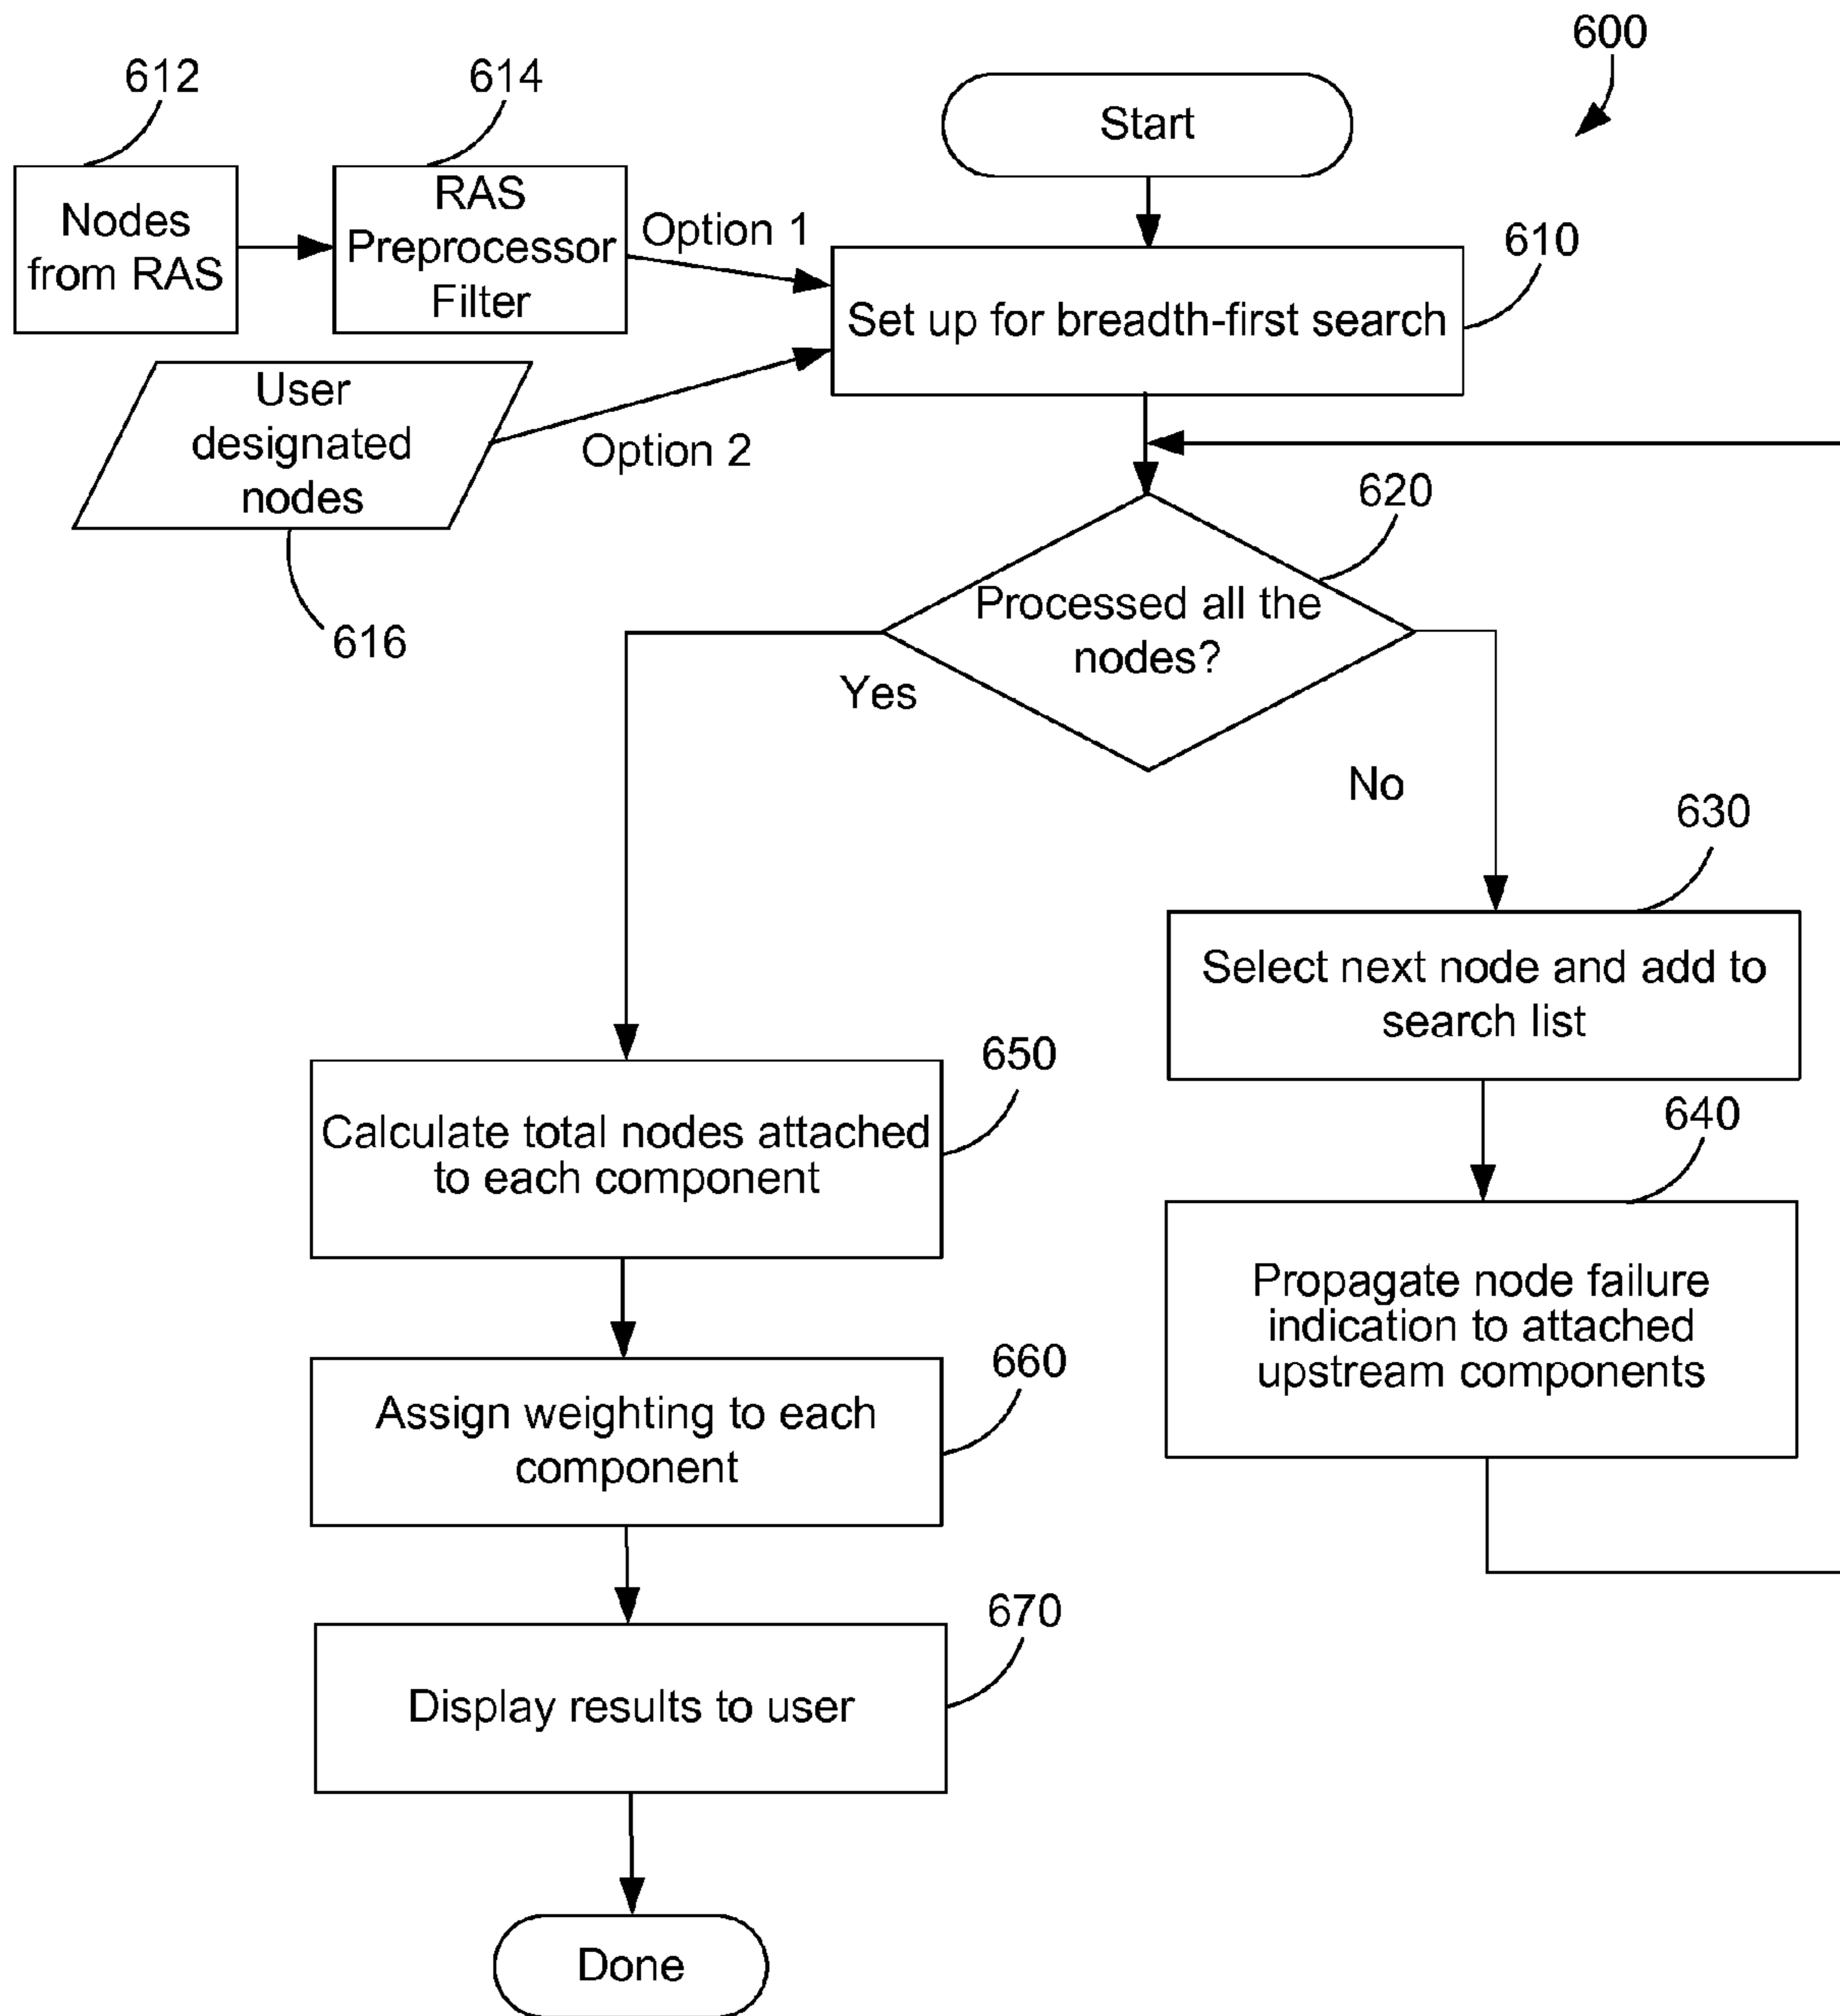 600
612
614
Start
Nodes
from RAS
RAS
Preprocessor
Filter
Option 1
610
Set up for breadth-first search
User
designated
nodes
Option 2
616
620
Processed all the
nodes?
Yes
No
630
Select next node and add to
search list
640
Propagate node failure
indication to attached
upstream components
650
Calculate total nodes attached
to each component
660
Assign weighting to each
component
670
Display results to user
Done